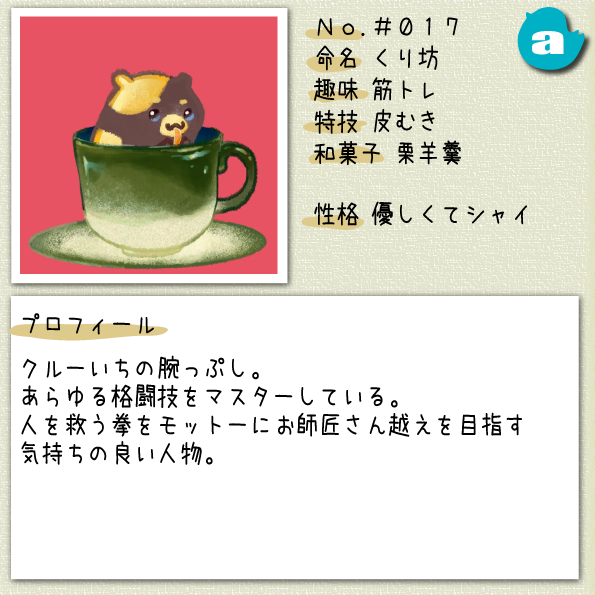 No.#017
命名 くり坊
趣味 筋トレ
特技 皮むき
和菓子 栗羊羹
性格 優しくてシャイ
a
プロフィール
クルーいちの腕っぷし。
あらゆる格闘技をマスターしている。
人を救う拳をモットーにお師匠さん越えを目指す
気持ちの良い人物。